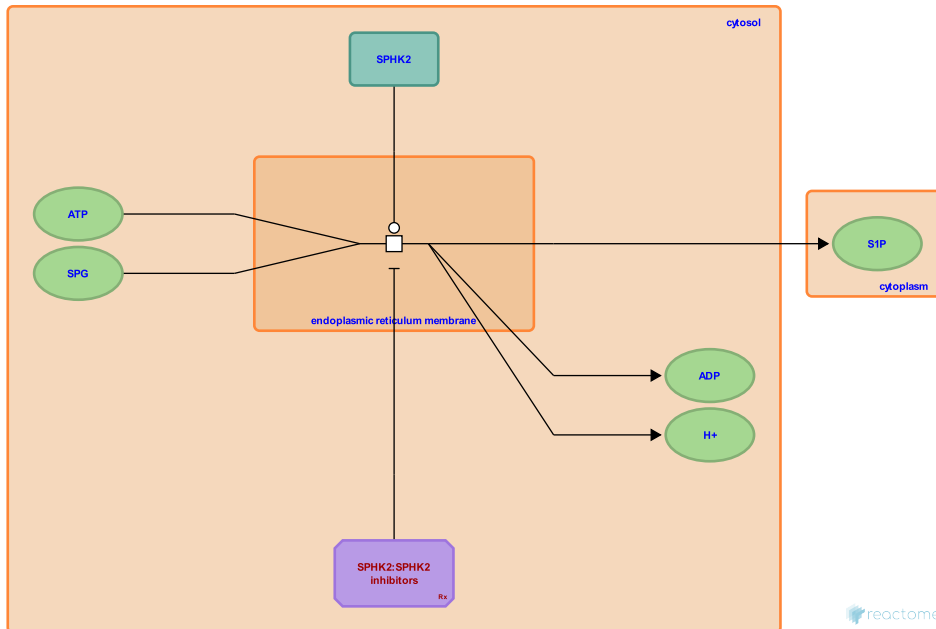 cytosol
SPHK2
ATP
SPG
S1P
cytoplasm
endoplasmic reticulum membrane
ADP
H+
SPHK2:SPHK2
inhibitors
Rx
reactome